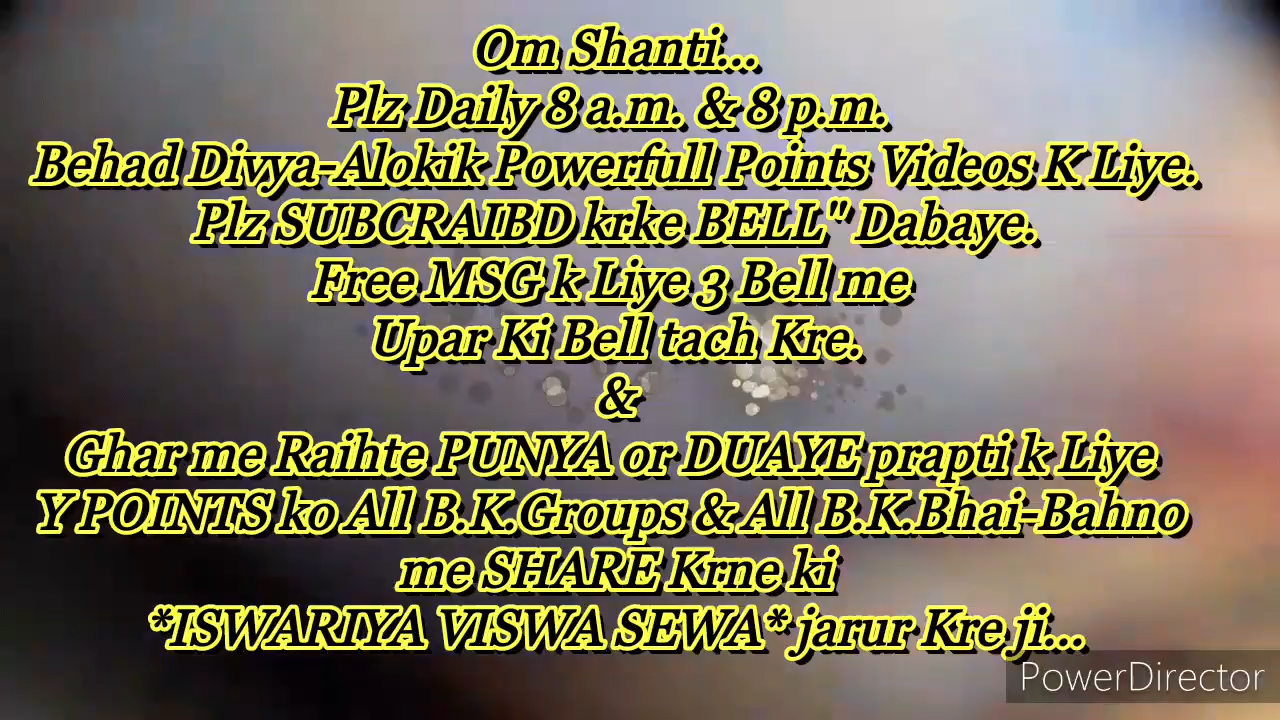 Om Shanti...
Plz Daily 8 a.m. & 8 p.m.
Behad Divya-Alokik Powerfull Points Videos K Liye.
Plz SUBCRAIBD krke BELL" Dabaye.
Free MSG k Liye 3 Bell me
Upar Ki Bell tach Kre.
&
Ghar me Raihte PUNYA or DUAYE prapti k Liye
Y POINTS ko All B.K.Groups & All B.K.Bhai-Bahno
me SHARE Krne ki
*ISWARIYA VISWA SEWA* jarur Kre ji...
PowerDirector